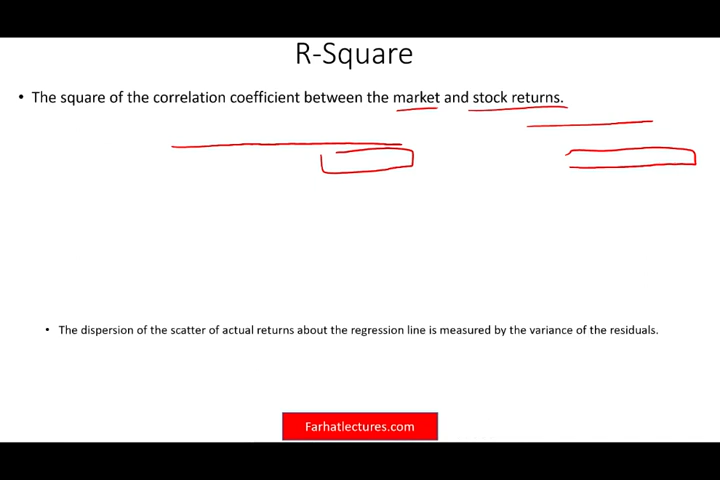 R-Square
• The square of the correlation coefficient between the market and stock returns.
• The dispersion of the scatter of actual returns about the regression line is measured by the variance of the residuals.
Farhatlectures.com